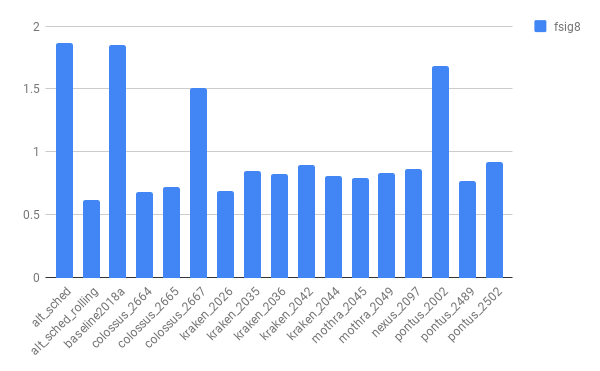 2
fsig8
1.5
1
0.5
0
alt_sched
alt_sched_rolling
baseline2018a
colossus_2664
colossus_2665
colossus_2667
kraken_2026
kraken_2035
kraken_2036
kraken_2042
kraken_2044
mothra_2045
mothra_2049
nexus_2097
pontus_2002
pontus_2489
pontus_2502